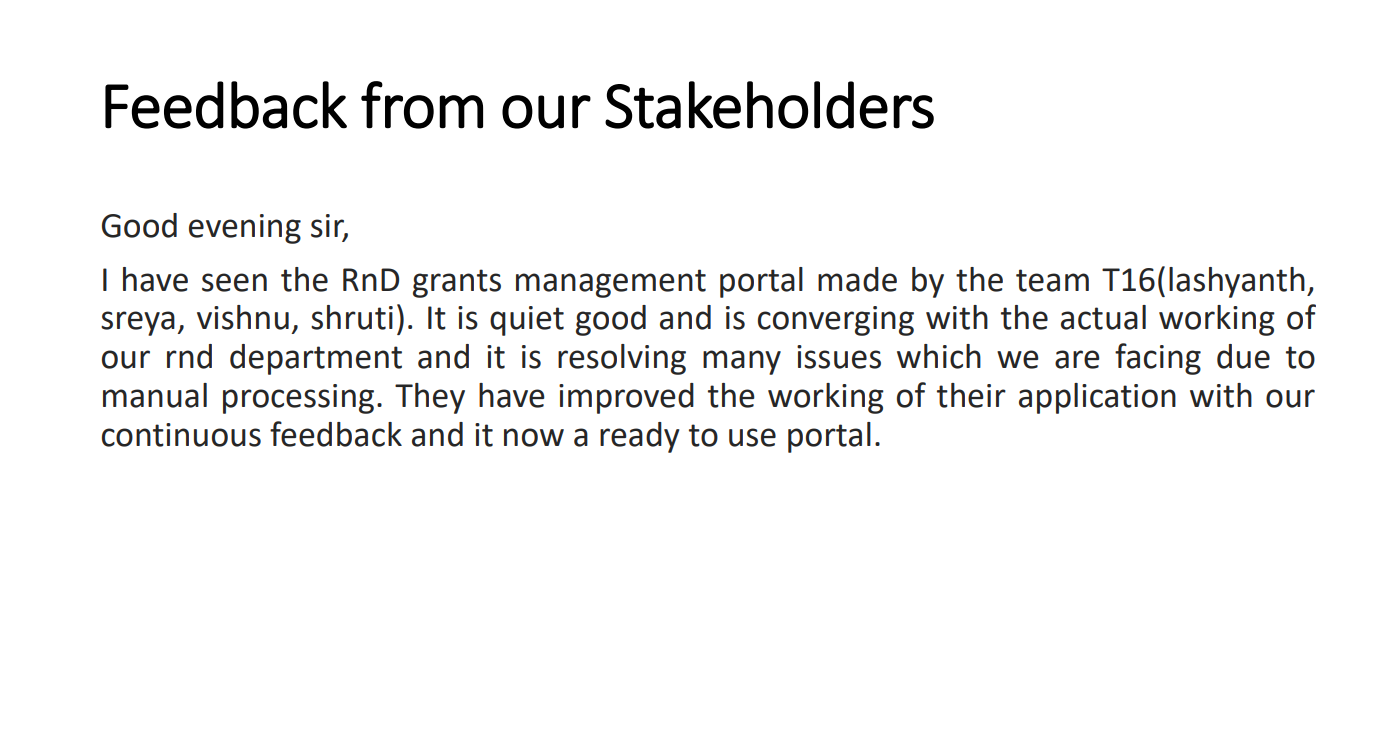 Feedback from our Stakeholders
Good evening sir,
I have seen the RnD grants management portal made by the team T16(lashyanth,
sreya, vishnu, shruti). It is quiet good and is converging with the actual working of
our rnd department and it is resolving many issues which we are facing due to
manual processing. They have improved the working of their application with our
continuous feedback and it now a ready to use portal.